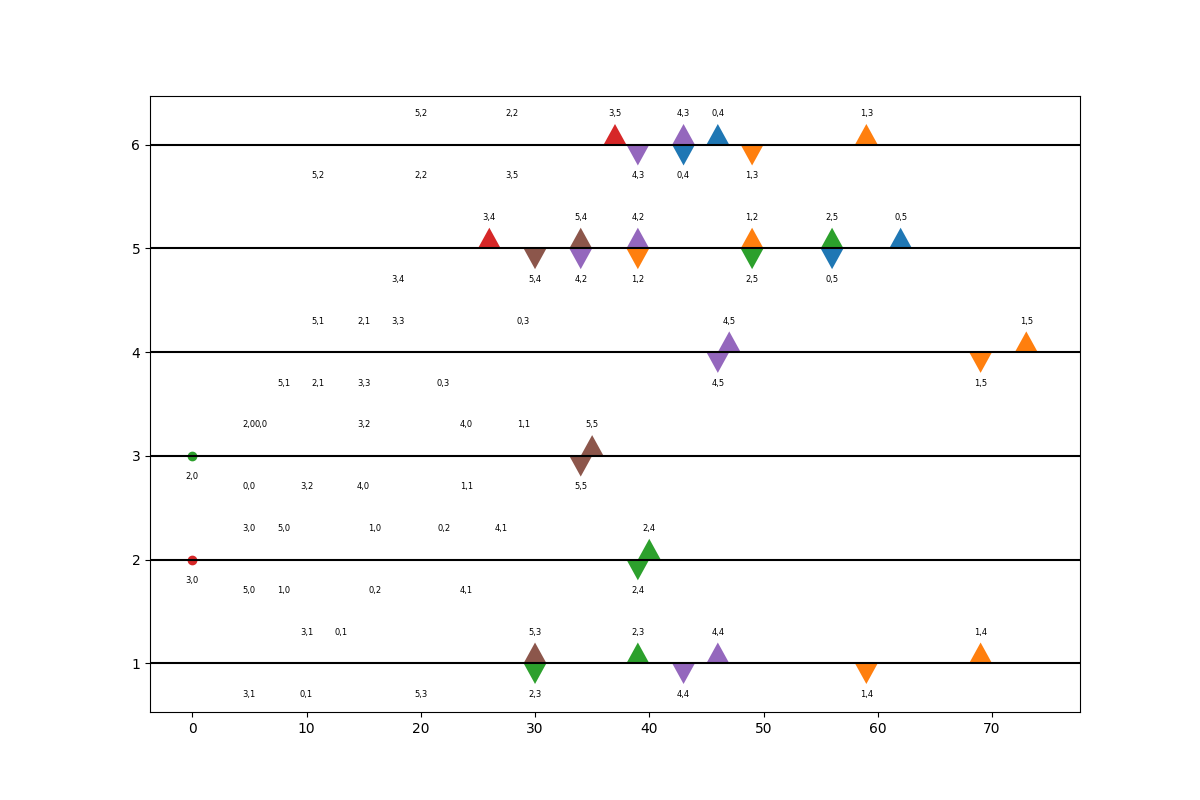 5,2 2,2 3,5 4,3 0,4 1,3
6
5,2 2,2 3,5 4,3 0,4 1,3
3,4 5,4 4,2 1,2 2,5 0,5
5
3,4 5,4 4,2 1,2 2,5 0,5
5,1 2,1 3,3 0,3 4,5 1,5
4
5,1 2,1 3,3 0,3 4,5 1,5
2,0 0,0 3,2 4,0 1,1 5,5
3
2,0
0,0 3,2 4,0 1,1 5,5
3,0 5,0 1,0 0,2 4,1 2,4
2
3,0
5,0 1,0 0,2 4,1 2,4
3,1 0,1 5,3 2,3 4,4 1,4
1
3,1 0,1 5,3 2,3 4,4 1,4
0 10 20 30 40 50 60 70